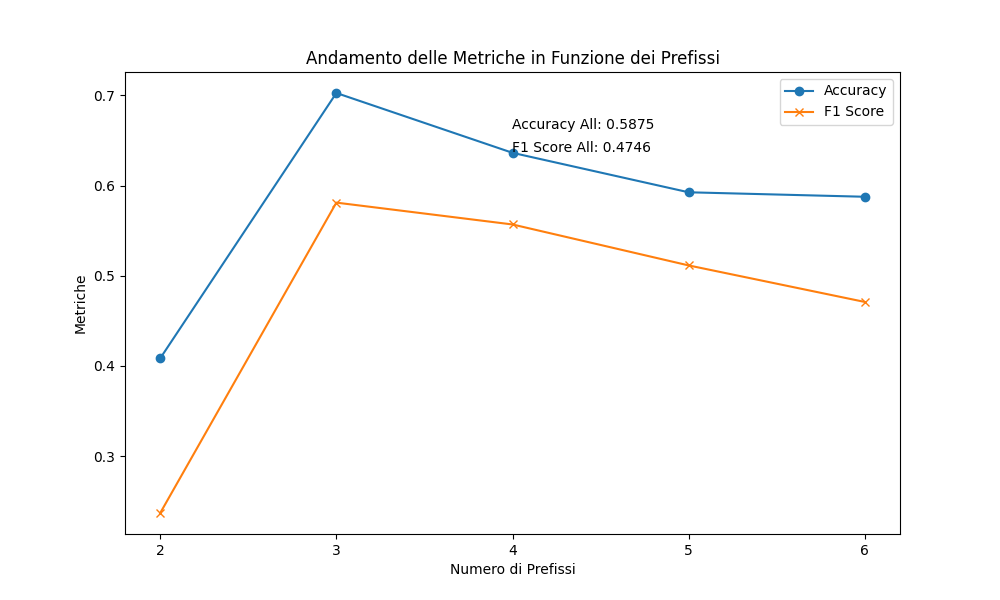 Andamento delle Metriche in Funzione dei Prefissi
Accuracy
F1 Score
Accuracy All: 0.5875
F1 Score All: 0.4746
0.7
0.6
0.5
0.4
0.3
Metriche
2 3 4 5 6
Numero di Prefissi